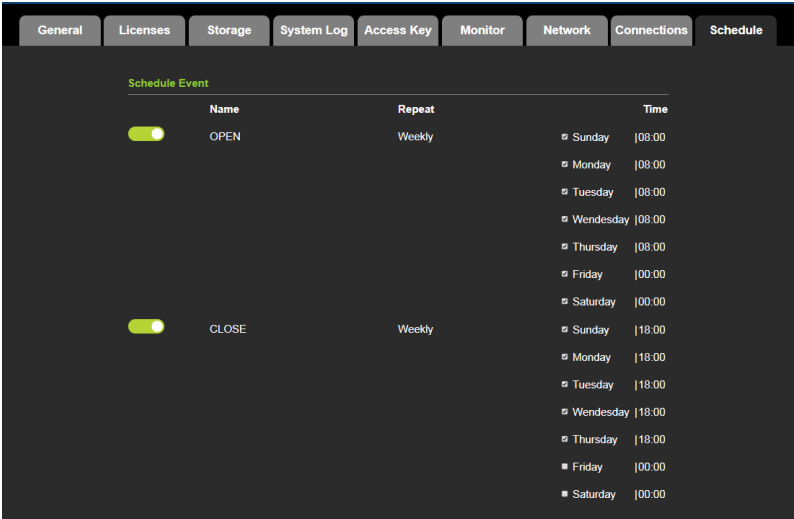 General Licenses Storage System Log Access Key Monitor Network Connections Schedule
Schedule Event
Name Repeat Time
OPEN Weekly Sunday |08:00
Monday |08:00
Tuesday |08:00
Wendesday |08:00
Thursday |08:00
Friday |00:00
Saturday |00:00
CLOSE Weekly Sunday |18:00
Monday |18:00
Tuesday |18:00
Wendesday |18:00
Thursday |18:00
Friday |00:00
Saturday |00:00